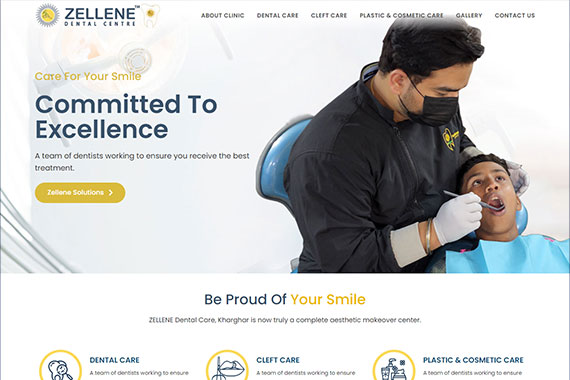 ZELLENE™
DENTAL CENTRE
ABOUT CLINIC DENTAL CARE CLEFT CARE PLASTIC & COSMETIC CARE GALLERY CONTACT US
Care For Your Smile
Committed To
Excellence
A team of dentists working to ensure you receive the best
treatment.
Zellene Solutions
Be Proud Of Your Smile
ZELLENE Dental Care, Kharghar is now truly a complete aesthetic makeover center.
DENTAL CARE
A team of dentists working to ensure
CLEFT CARE
A team of dentists working to ensure
PLASTIC & COSMETIC CARE
A team of dentists working to ensure